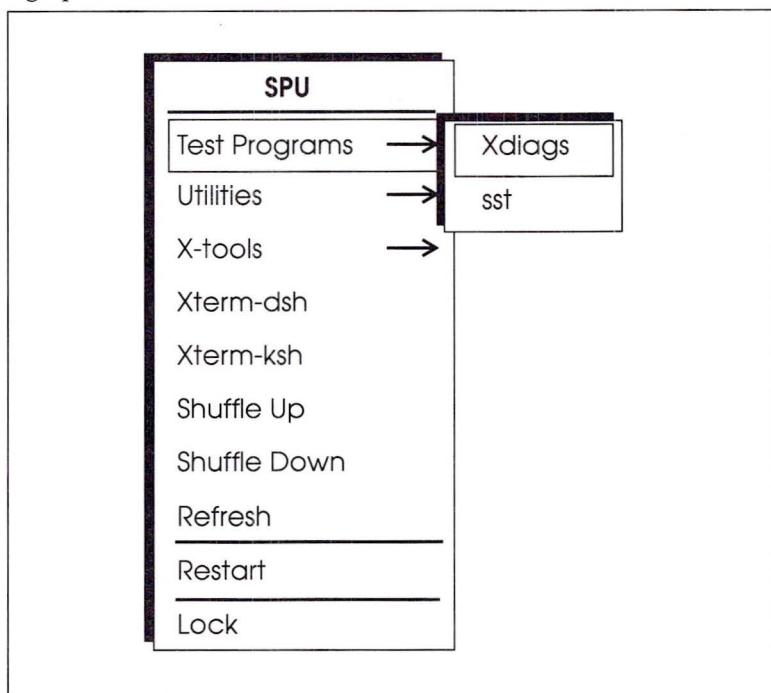 SPU
Test Programs
Xdiags
Utilities
sst
X-tools
Xterm-dsh
Xterm-ksh
Shuffle Up
Shuffle Down
Refresh
Restart
Lock